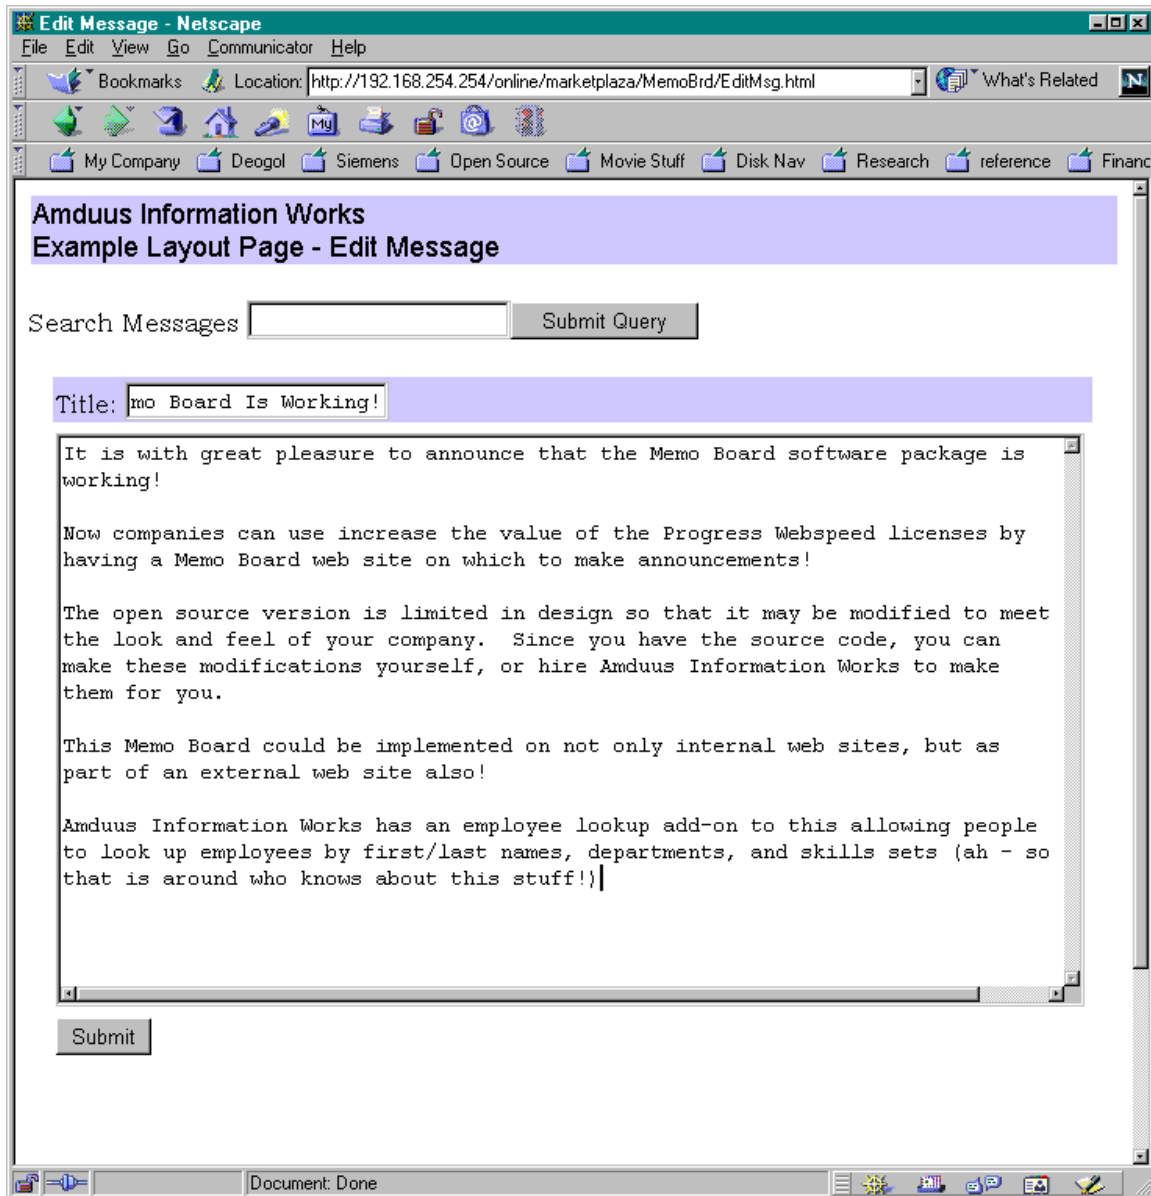 Edit Message - Netscape
File Edit View Go Communicator Help
Bookmarks Location: http://192.168.254.254/online/marketplaza/MemoBrd/EditMsg.html What's Related N
My
My Company Deogol Siemens Open Source Movie Stuff Disk Nav Research reference Financ
Amduus Information Works
Example Layout Page - Edit Message
Search Messages Submit Query
Title: mo Board Is Working!
It is with great pleasure to announce that the Memo Board software package is
working!
Now companies can use increase the value of the Progress Webspeed licenses by
having a Memo Board web site on which to make announcements!
The open source version is limited in design so that it may be modified to meet
the look and feel of your company.  Since you have the source code, you can
make these modifications yourself, or hire Amduus Information Works to make
them for you.
This Memo Board could be implemented on not only internal web sites, but as
part of an external web site also!
Amduus Information Works has an employee lookup add-on to this allowing people
to look up employees by first/last names, departments, and skills sets (ah - so
that is around who knows about this stuff!)
Submit
Document: Done